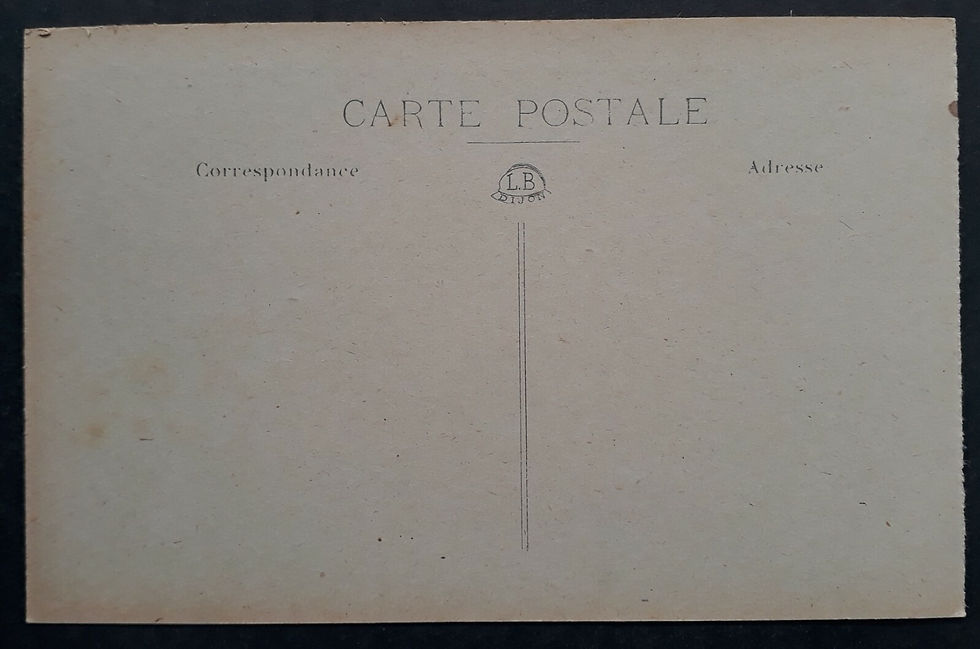 CARTE POSTALE
Correspondance
Adresse
L.B
DIJON